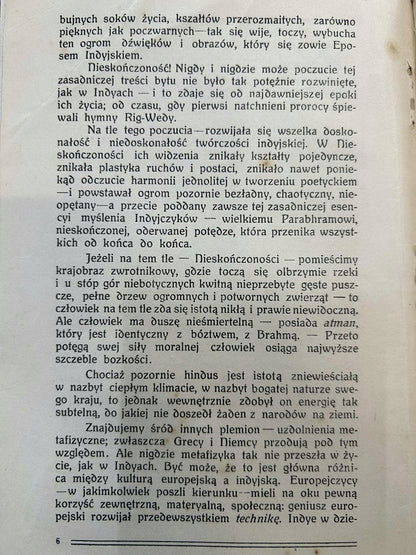 bujnych soków życia, kształtów przerozmaitych, zarówno
pięknych jak poczwarnych—tak się wije, toczy, wybucha
ten ogrom dźwięków i obrazów, który się zowie Epo-
sem Indyjskiem.
Nieskończoność! Nigdy i nigdzie może poczucie tej
zasadniczej treści bytu nie było tak potężnie rozwinięte,
jak w Indyach — i to zdaje się od najdawniejszej epoki
ich życia; od czasu, gdy pierwsi natchnieni prorocy śpie-
wali hymny Rig-Wedy.
Na tle tego poczucia—rozwijała się wszelka dosko-
nałość i niedoskonałość twórczości indyjskiej. W Nie-
skończoności ich widzenia znikały kształty pojedyncze,
znikała plastyka ruchów i postaci, znikało nawet ponie-
kąd odczucie harmonii jednolitej w tworzeniu poetyckiem
—i powstawał ogrom pozornie bezładny, chaotyczny, nie-
opętany—a przecie poddany zawsze tej zasadniczej esen-
cyi myślenia Indyjczyków — wielkiemu Parabhramowi,
nieskończonej, oderwanej potędze, która przenika wszyst-
kich od końca do końca.
Jeżeli na tem tle — Nieskończoności — pomieścimy
krajobraz zwrotnikowy, gdzie toczą się olbrzymie rzeki
i u stóp gór niebotycznych kwitną nieprzebyte gęste pusz-
cze, pełne drzew ogromnych i potwornych zwierząt — to
człowiek na tem tle zda się istotą nikłą i prawie niewidoczną.
Ale człowiek ma duszę nieśmiertelną — posiada atman,
który jest identyczny z bóztwem, z Brahmą. — Przeto
potęgą swej siły moralnej człowiek osiąga najwyższe
szczeble bozkości.
Chociaż pozornie hindus jest istotą zniewieściałą
w nazbyt ciepłym klimacie, w nazbyt bogatej naturze swe-
go kraju, to jednak wewnętrznie zdobył on energię tak
subtelną, do jakiej nie doszedł żaden z narodów na ziemi.
Znajdujemy śród innych plemion—uzdolnienia me-
tafizyczne; zwłaszcza Grecy i Niemcy przodują pod tym
względem. Ale nigdzie metafizyka tak nie przeszła w ży-
cie, jak w Indyach. Być może, że to jest główna różni-
ca między kulturą europejską a indyjską. Europejczycy
—w jakimkolwiek poszli kierunku—mieli na oku pewną
korzyść zewnętrzną, materyalną, społeczną: geniusz euro-
pejski rozwijał przedewszystkiem technikę. Indye w dzie-
6